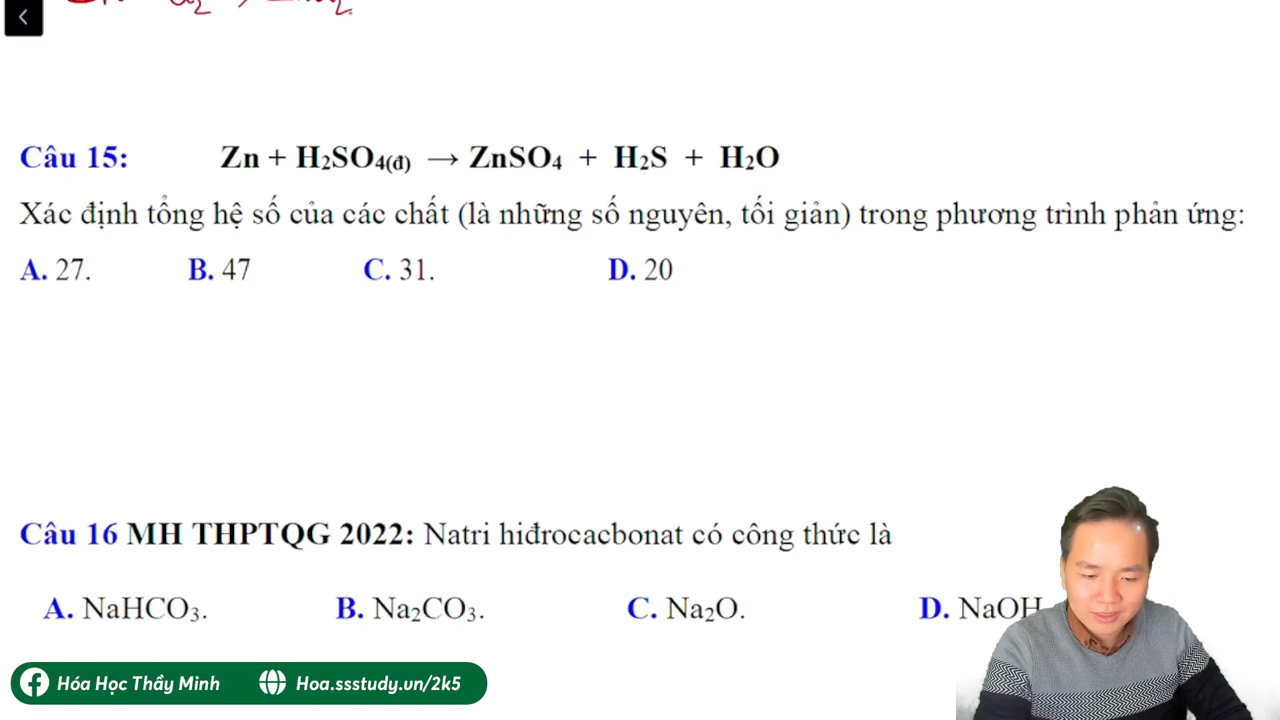 Câu 15: Zn + H₂SO₄₍đ₎ → ZnSO₄ + H₂S + H₂O
Xác định tổng hệ số của các chất (là những số nguyên, tối giản) trong phương trình phản ứng:
A. 27. B. 47 C. 31. D. 20
Câu 16 MH THPTQG 2022: Natri hiđrocacbonat có công thức là
A. NaHCO₃. B. Na₂CO₃. C. Na₂O. D. NaOH
Hóa Học Thầy Minh Hoa.ssstudy.vn/2k5